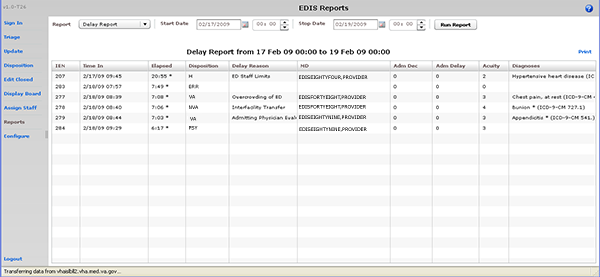 v1.0-T16
EDIS Reports
Sign In
Triage
Update
Disposition
Edit Closed
Display Board
Assign Staff
Reports
Configure
Logout
Report Delay Report Start Date 02/17/2009 00: 00 Stop Date 02/19/2009 00: 00 Run Report
Delay Report from 17 Feb 09 00:00 to 19 Feb 09 00:00 Print
IEN Time In Elapsed Disposition Delay Reason MD Adm Dec Adm Delay Acuity Diagnoses
207 2/17/09 09:45 20:55 * H ED Staff Limits EDISEIGHTYFOUR,PROVIDER 0 0 2 Hypertensive heart disease (IC
283 2/18/09 07:57 7:49 * ERR 0 0
277 2/18/09 08:39 7:08 * VA Overcrowding of ED EDISFORTYEIGHT,PROVIDER 0 0 3 Chest pain, at rest (ICD-9-CM
278 2/18/09 08:40 7:06 * NVA Interfacility Transfer EDISFORTYEIGHT,PROVIDER 0 0 4 Bunion * (ICD-9-CM 727.1)
279 2/18/09 08:44 7:03 * VA Admitting Physician Evalu EDISEIGHTYNINE,PROVIDER 0 0 3 Appendicitis * (ICD-9-CM 541.)
284 2/18/09 09:29 6:17 * PSY EDISEIGHTYNINE,PROVIDER 0 0 3
Transferring data from vhaislbl2.vha.med.va.gov...